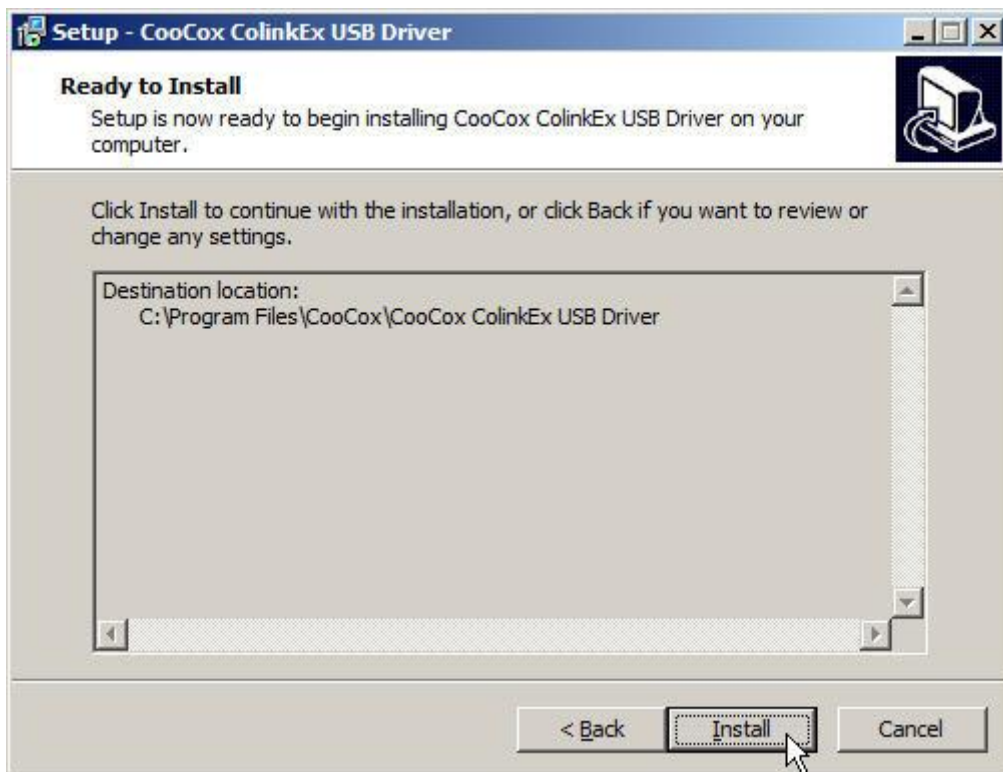 Setup - CooCox ColinkEx USB Driver
Ready to Install
Setup is now ready to begin installing CooCox ColinkEx USB Driver on your
computer.
Click Install to continue with the installation, or click Back if you want to review or
change any settings.
Destination location:
C:\Program Files\CooCox\CooCox ColinkEx USB Driver
< Back
Install
Cancel